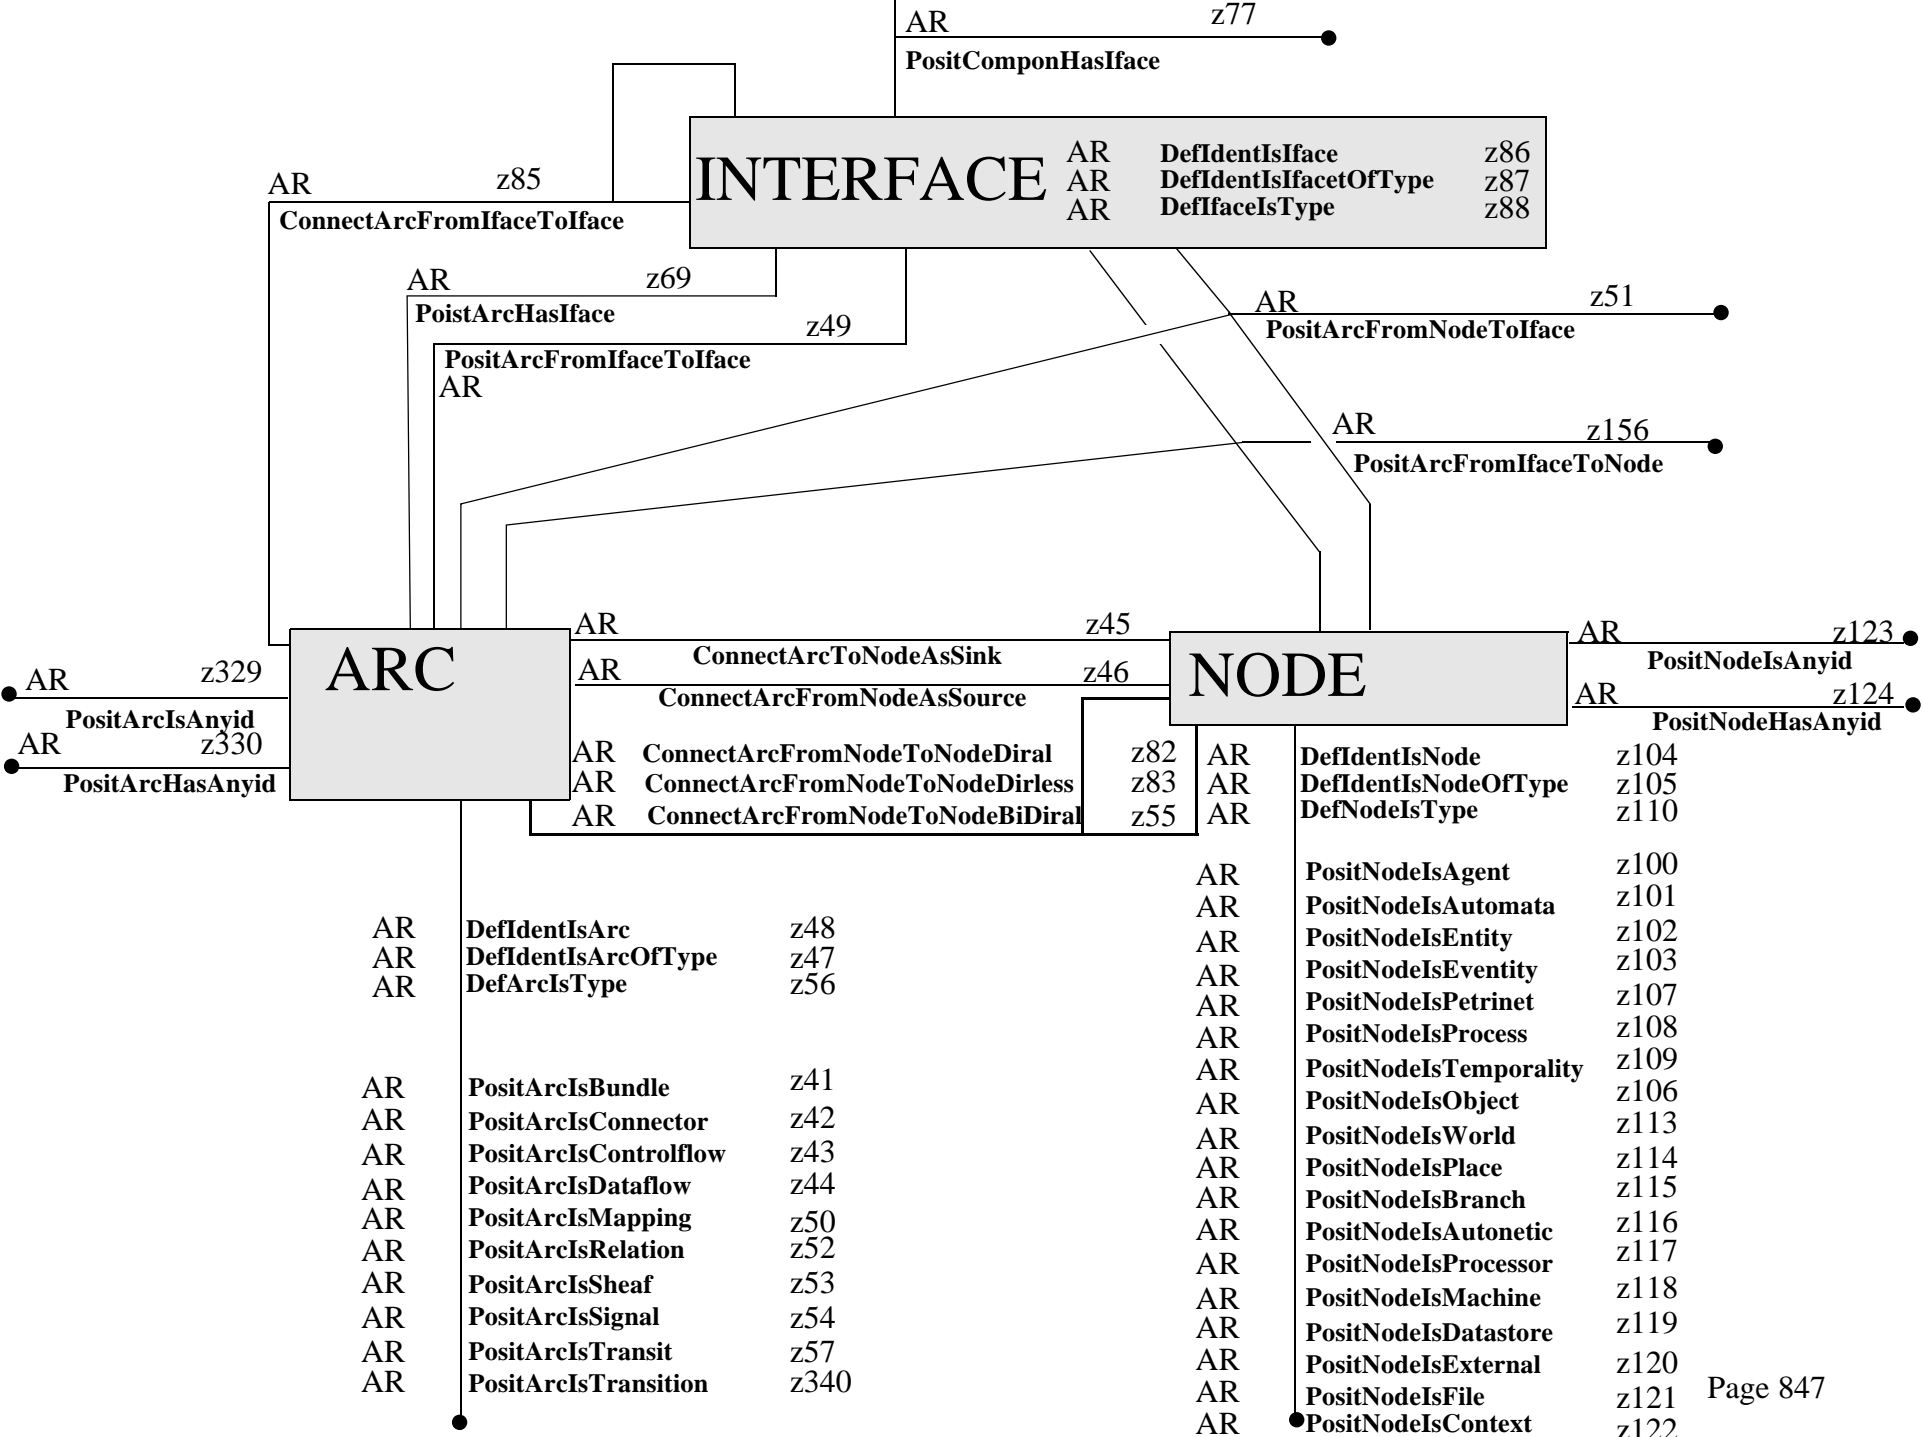 AR z77
PositComponHasIface
INTERFACE
AR DefIdentIsIface z86
AR DefIdentIsIfacetOfType z87
AR DefIfaceIsType z88
AR z85
ConnectArcFromIfaceToIface
AR z69
PoistArcHasIface
z49
PositArcFromIfaceToIface
AR
AR z51
PositArcFromNodeToIface
AR z156
PositArcFromIfaceToNode
ARC
AR z45
ConnectArcToNodeAsSink
AR z46
ConnectArcFromNodeAsSource
NODE
AR z123
PositNodeIsAnyid
AR z124
PositNodeHasAnyid
AR z329
PositArcIsAnyid
AR z330
PositArcHasAnyid
AR ConnectArcFromNodeToNodeDiral z82
AR ConnectArcFromNodeToNodeDirless z83
AR ConnectArcFromNodeToNodeBiDiral z55
AR DefIdentIsNode z104
AR DefIdentIsNodeOfType z105
AR DefNodeIsType z110
AR DefIdentIsArc z48
AR DefIdentIsArcOfType z47
AR DefArcIsType z56
AR PositArcIsBundle z41
AR PositArcIsConnector z42
AR PositArcIsControlflow z43
AR PositArcIsDataflow z44
AR PositArcIsMapping z50
AR PositArcIsRelation z52
AR PositArcIsSheaf z53
AR PositArcIsSignal z54
AR PositArcIsTransit z57
AR PositArcIsTransition z340
AR PositNodeIsAgent z100
AR PositNodeIsAutomata z101
AR PositNodeIsEntity z102
AR PositNodeIsEventity z103
AR PositNodeIsPetrinet z107
AR PositNodeIsProcess z108
AR PositNodeIsTemporality z109
AR PositNodeIsObject z106
AR PositNodeIsWorld z113
AR PositNodeIsPlace z114
AR PositNodeIsBranch z115
AR PositNodeIsAutonetic z116
AR PositNodeIsProcessor z117
AR PositNodeIsMachine z118
AR PositNodeIsDatastore z119
AR PositNodeIsExternal z120
AR PositNodeIsFile z121
AR PositNodeIsContext z122
Page 847